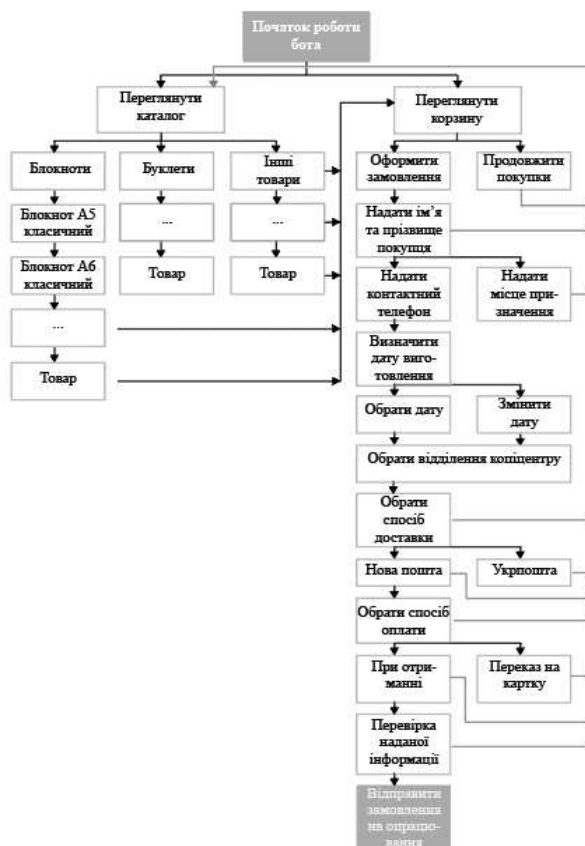 Початок роботи
бота
Переглянути
каталог
Переглянути
корзину
Блокноти
Буклети
Інші
товари
Оформити
замовлення
Продовжити
покупки
Блокнот А5
класичний
...
...
Надати ім’я
та прізвище
покупця
Блокнот А6
класичний
Товар
Товар
Надати
контактний
телефон
Надати
місце при-
значення
...
Визначити
дату виго-
товлення
Товар
Обрати дату
Змінити
дату
Обрати відділення копіцентру
Обрати
спосіб
доставки
Нова пошта
Укрпошта
Обрати спосіб
оплати
При отри-
манні
Переказ на
картку
Перевірка
наданої
інформації
Відправити
замовлення
на опрацю-
вання